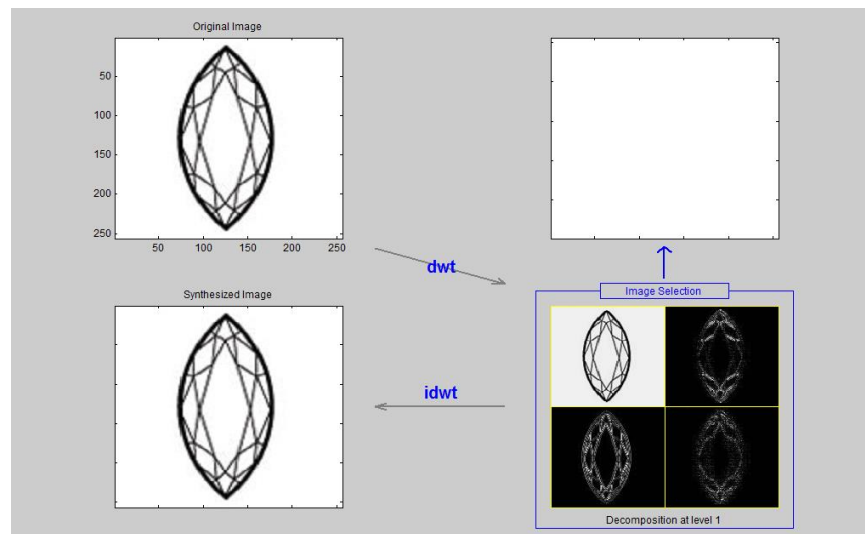 Original Image
50
100
150
200
250
50 100 150 200 250
dwt
Image Selection
Synthesized Image
idwt
Decomposition at level 1